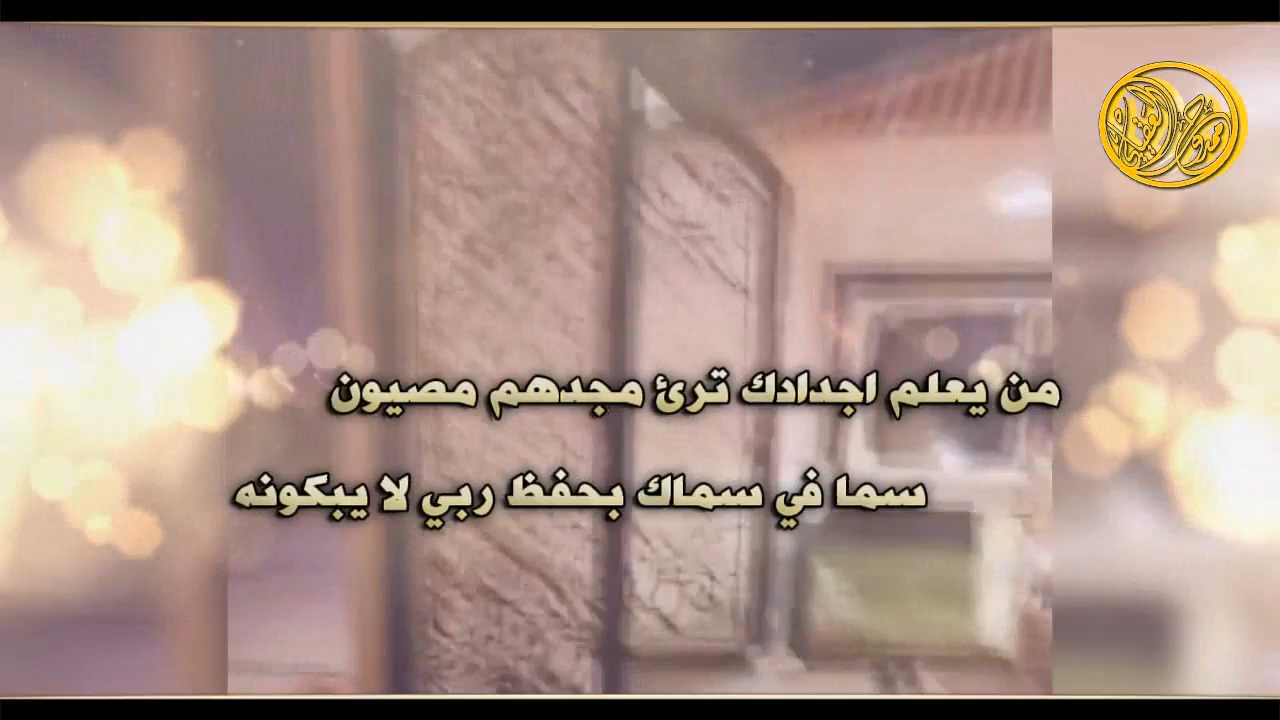 من يعلم اجدادك ترئ مجدهم مصيون
سما في سماك بحفظ ربي لا يبكونه